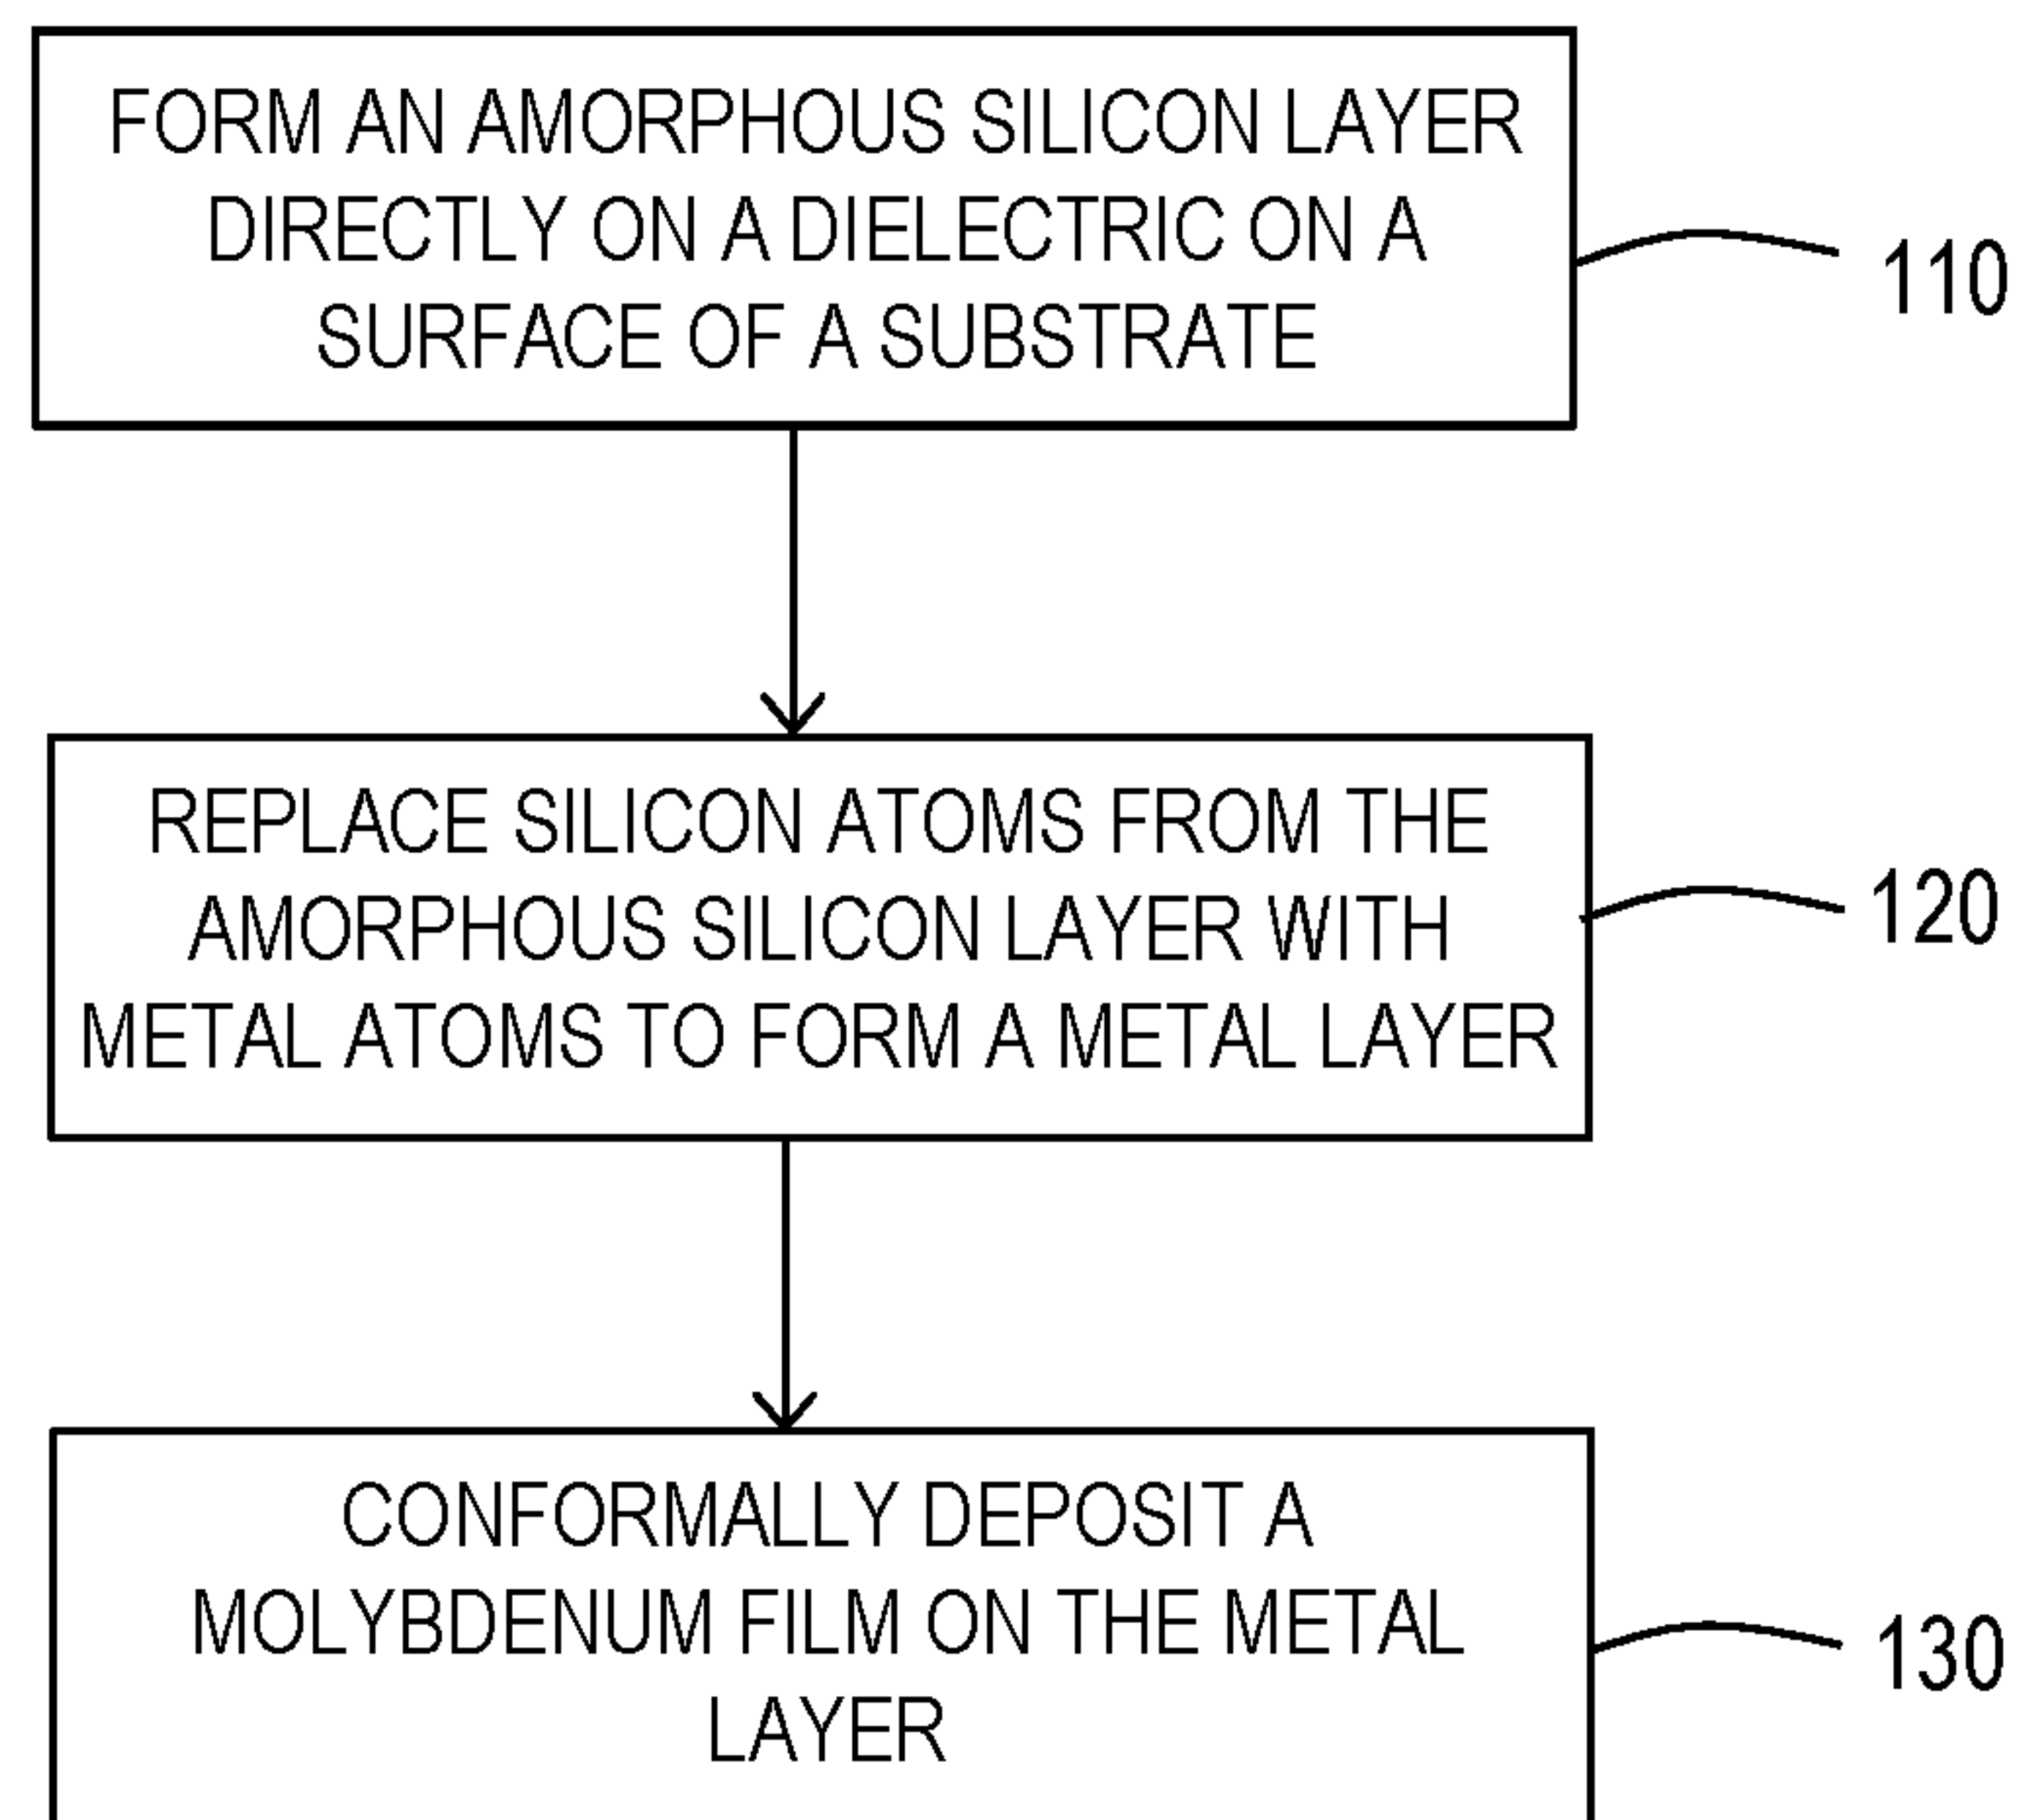 FORM AN AMORPHOUS SILICON LAYER
DIRECTLY ON A DIELECTRIC ON A
SURFACE OF A SUBSTRATE
110
REPLACE SILICON ATOMS FROM THE
AMORPHOUS SILICON LAYER WITH
METAL ATOMS TO FORM A METAL LAYER
120
CONFORMALLY DEPOSIT A
MOLYBDENUM FILM ON THE METAL
LAYER
130